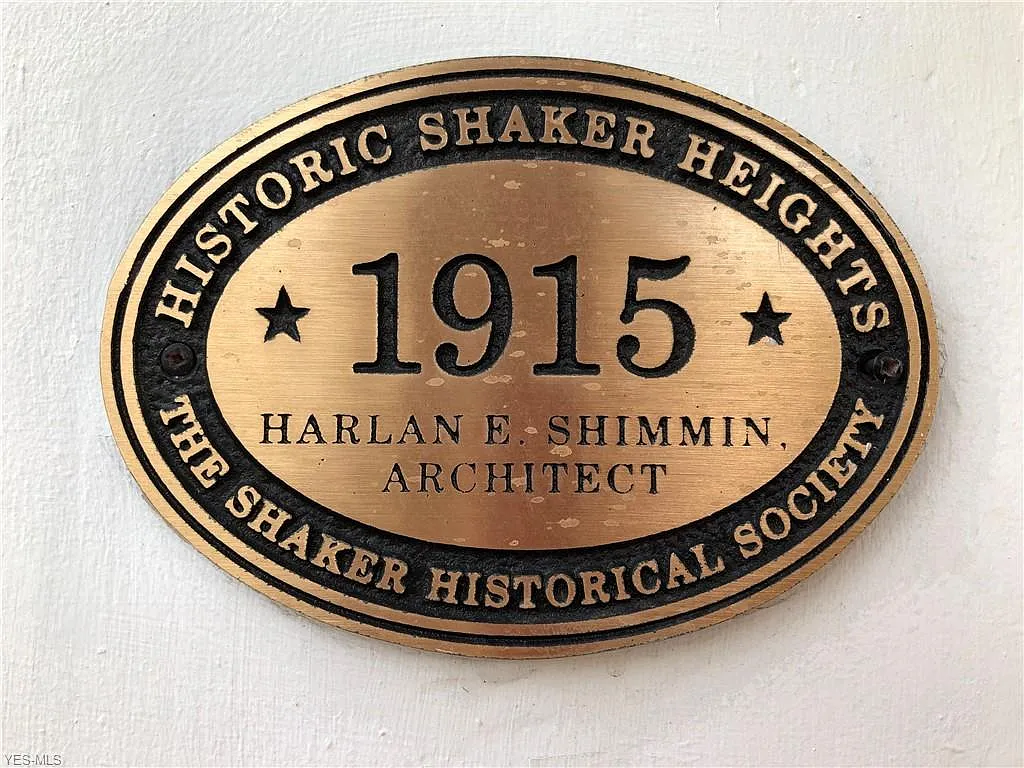 HISTORIC SHAKER HEIGHTS
1915
HARLAN E. SHIMMIN,
ARCHITECT
THE SHAKER HISTORICAL SOCIETY
YES-MLS